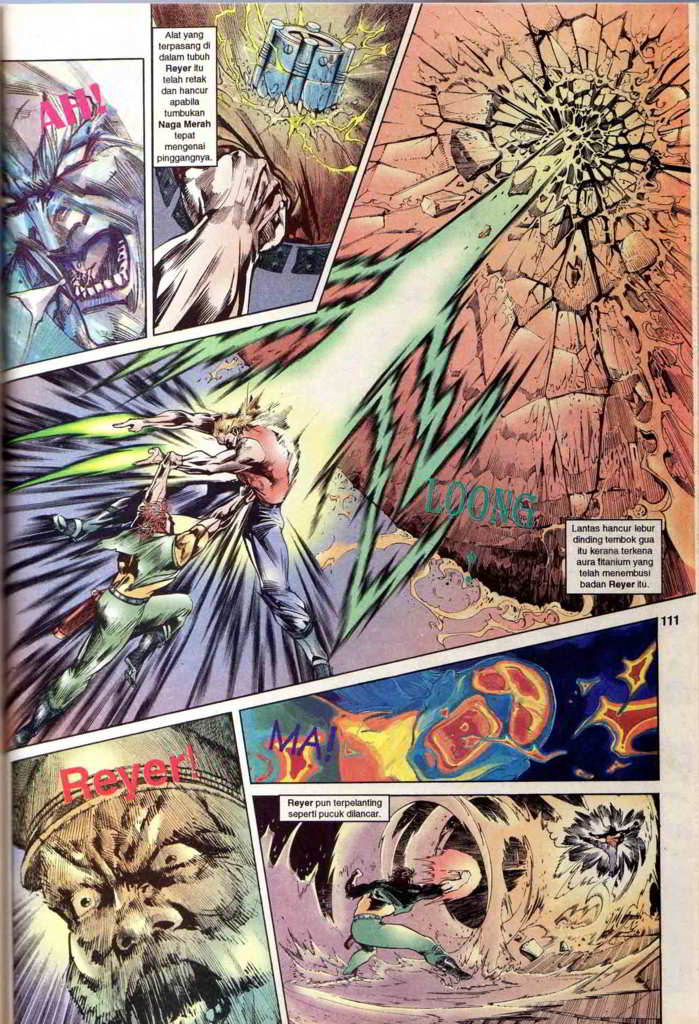 AH!
Alat yang
terpasang di
dalam tubuh
Reyer itu
telah retak
dan hancur
apabila
tumbukan
Naga Merah
tepat
mengenai
pinggangnya.
LOONG
!
Lantas hancur lebur
dinding tembok gua
itu kerana terkena
aura titanium yang
telah menembusi
badan Reyer itu.
111
MA!
Reyer!
Reyer pun terpelanting
seperti pucuk dilancar.